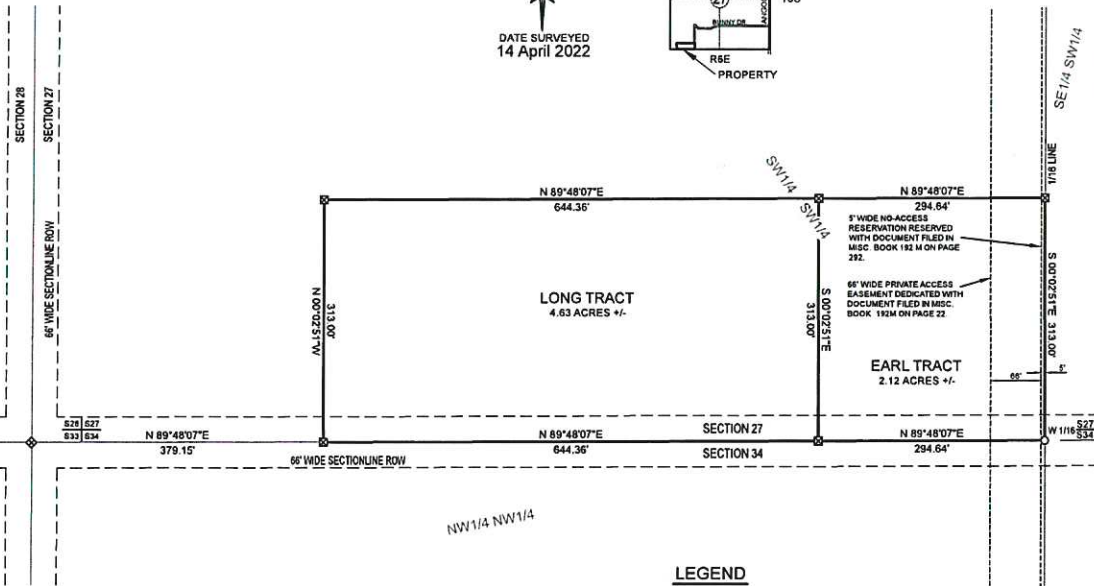 DATE SURVEYED
14 April 2022
27
BUNNY DR
R6E
PROPERTY
SECTION 28
SECTION 27
66' WIDE SECTIONLINE ROW
SE1/4 SW1/4
1/16 LINE
N 89°48'07"E
644.36'
SW1/4
SW1/4
N 89°48'07"E
294.64'
5' WIDE NO-ACCESS
RESERVATION RESERVED
WITH DOCUMENT FILED IN
MISC. BOOK 192 M ON PAGE
292.
66' WIDE PRIVATE ACCESS
EASEMENT DEDICATED WITH
DOCUMENT FILED IN MISC.
BOOK 192M ON PAGE 22.
N 00°02'51"W
313.00'
LONG TRACT
4.63 ACRES +/-
S 00°02'51"E
313.00'
S 00°02'51"E 313.00'
EARL TRACT
2.12 ACRES +/-
66'
5'
S28 S27
S33 S34
N 89°48'07"E
379.15'
N 89°48'07"E
644.36'
SECTION 27
SECTION 34
N 89°48'07"E
294.64'
W 1/16 S27
S34
66' WIDE SECTIONLINE ROW
NW1/4 NW1/4
LEGEND